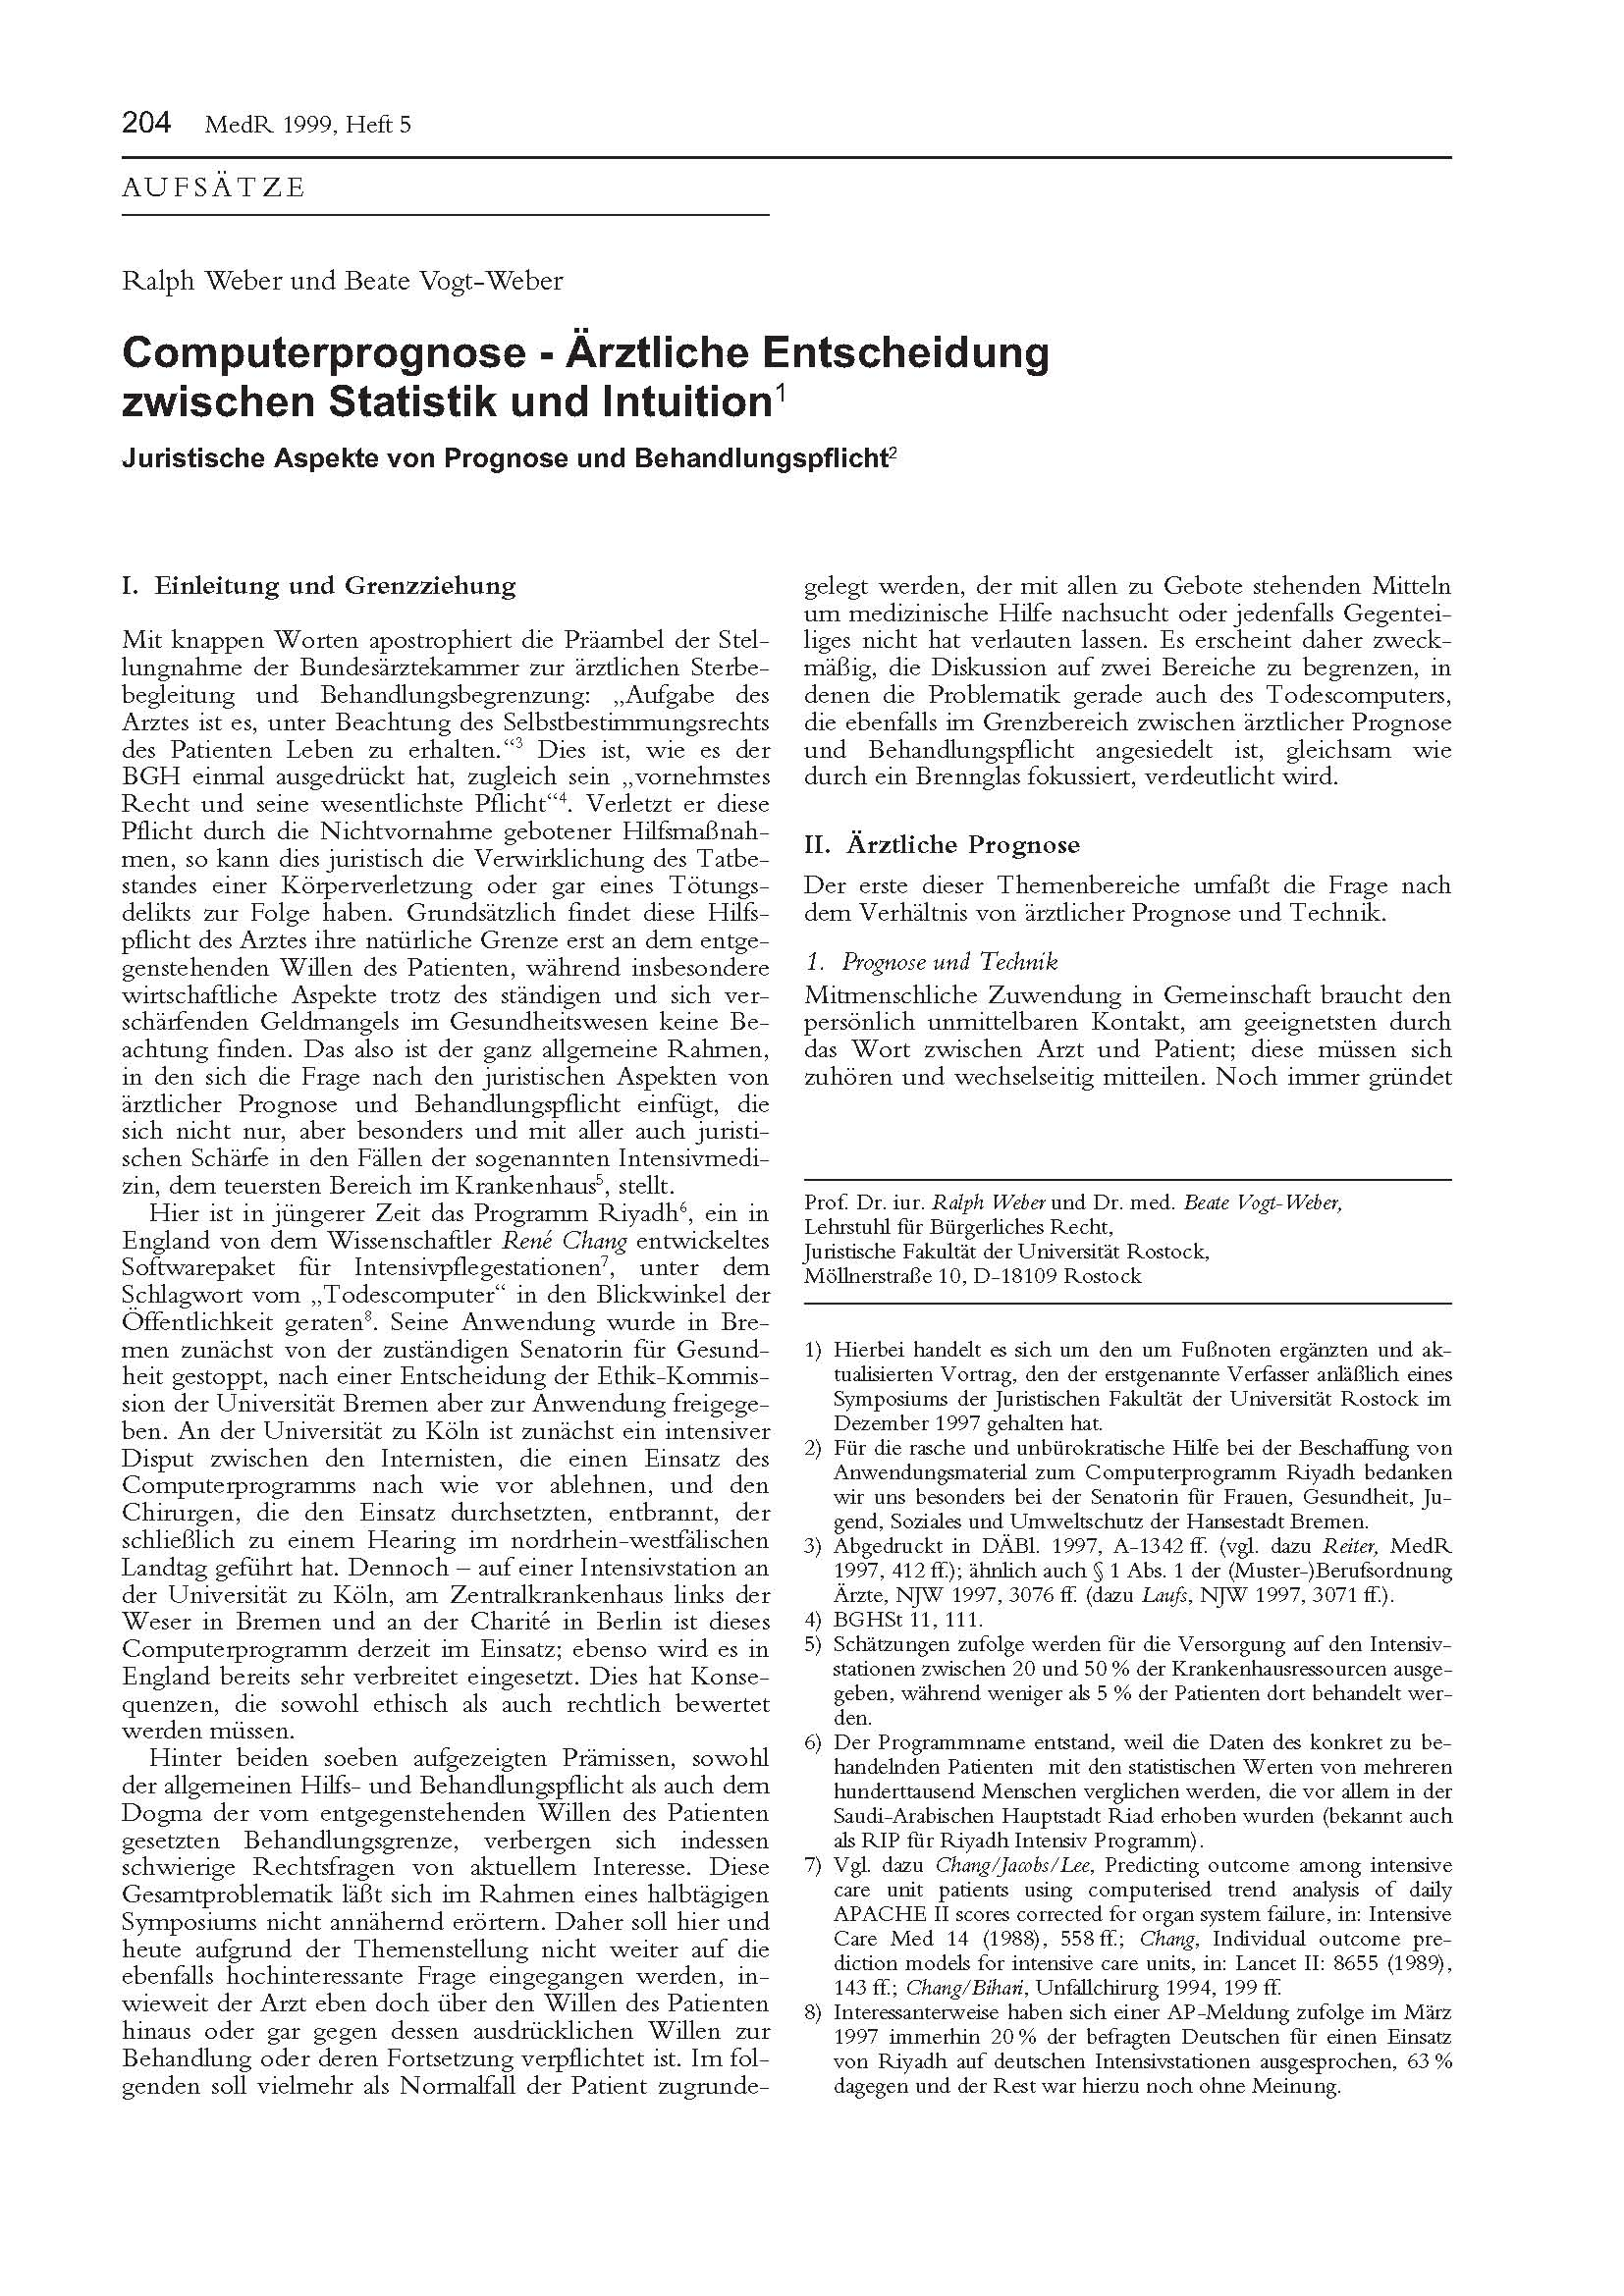 204 MedR 1999, Heft 5
AUFSÄTZE
Ralph Weber und Beate Vogt-Weber
Computerprognose - Ärztliche Entscheidung
zwischen Statistik und Intuition1
Juristische Aspekte von Prognose und Behandlungspflicht2
I. Einleitung und Grenzziehung
Mit knappen Worten apostrophiert die Präambel der Stel-
lungnahme der Bundesärztekammer zur ärztlichen Sterbe-
begleitung und Behandlungsbegrenzung: „Aufgabe des
Arztes ist es, unter Beachtung des Selbstbestimmungsrechts
des Patienten Leben zu erhalten.“3 Dies ist, wie es der
BGH einmal ausgedrückt hat, zugleich sein „vornehmstes
Recht und seine wesentlichste Pflicht“4. Verletzt er diese
Pflicht durch die Nichtvornahme gebotener Hilfsmaßnah-
men, so kann dies juristisch die Verwirklichung des Tatbe-
standes einer Körperverletzung oder gar eines Tötungs-
delikts zur Folge haben. Grundsätzlich findet diese Hilfs-
pflicht des Arztes ihre natürliche Grenze erst an dem entge-
genstehenden Willen des Patienten, während insbesondere
wirtschaftliche Aspekte trotz des ständigen und sich ver-
schärfenden Geldmangels im Gesundheitswesen keine Be-
achtung finden. Das also ist der ganz allgemeine Rahmen,
in den sich die Frage nach den juristischen Aspekten von
ärztlicher Prognose und Behandlungspflicht einfügt, die
sich nicht nur, aber besonders und mit aller auch juristi-
schen Schärfe in den Fällen der sogenannten Intensivmedi-
zin, dem teuersten Bereich im Krankenhaus5, stellt.
Hier ist in jüngerer Zeit das Programm Riyadh6, ein in
England von dem Wissenschaftler René Chang entwickeltes
Softwarepaket für Intensivpflegestationen7, unter dem
Schlagwort vom „Todescomputer“ in den Blickwinkel der
Öffentlichkeit geraten8. Seine Anwendung wurde in Bre-
men zunächst von der zuständigen Senatorin für Gesund-
heit gestoppt, nach einer Entscheidung der Ethik-Kommis-
sion der Universität Bremen aber zur Anwendung freigege-
ben. An der Universität zu Köln ist zunächst ein intensiver
Disput zwischen den Internisten, die einen Einsatz des
Computerprogramms nach wie vor ablehnen, und den
Chirurgen, die den Einsatz durchsetzten, entbrannt, der
schließlich zu einem Hearing im nordrhein-westfälischen
Landtag geführt hat. Dennoch – auf einer Intensivstation an
der Universität zu Köln, am Zentralkrankenhaus links der
Weser in Bremen und an der Charité in Berlin ist dieses
Computerprogramm derzeit im Einsatz; ebenso wird es in
England bereits sehr verbreitet eingesetzt. Dies hat Konse-
quenzen, die sowohl ethisch als auch rechtlich bewertet
werden müssen.
Hinter beiden soeben aufgezeigten Prämissen, sowohl
der allgemeinen Hilfs- und Behandlungspflicht als auch dem
Dogma der vom entgegenstehenden Willen des Patienten
gesetzten Behandlungsgrenze, verbergen sich indessen
schwierige Rechtsfragen von aktuellem Interesse. Diese
Gesamtproblematik läßt sich im Rahmen eines halbtägigen
Symposiums nicht annähernd erörtern. Daher soll hier und
heute aufgrund der Themenstellung nicht weiter auf die
ebenfalls hochinteressante Frage eingegangen werden, in-
wieweit der Arzt eben doch über den Willen des Patienten
hinaus oder gar gegen dessen ausdrücklichen Willen zur
Behandlung oder deren Fortsetzung verpflichtet ist. Im fol-
genden soll vielmehr als Normalfall der Patient zugrunde-
gelegt werden, der mit allen zu Gebote stehenden Mitteln
um medizinische Hilfe nachsucht oder jedenfalls Gegentei-
liges nicht hat verlauten lassen. Es erscheint daher zweck-
mäßig, die Diskussion auf zwei Bereiche zu begrenzen, in
denen die Problematik gerade auch des Todescomputers,
die ebenfalls im Grenzbereich zwischen ärztlicher Prognose
und Behandlungspflicht angesiedelt ist, gleichsam wie
durch ein Brennglas fokussiert, verdeutlicht wird.
II. Ärztliche Prognose
Der erste dieser Themenbereiche umfaßt die Frage nach
dem Verhältnis von ärztlicher Prognose und Technik.
1. Prognose und Technik
Mitmenschliche Zuwendung in Gemeinschaft braucht den
persönlich unmittelbaren Kontakt, am geeignetsten durch
das Wort zwischen Arzt und Patient; diese müssen sich
zuhören und wechselseitig mitteilen. Noch immer gründet
Prof. Dr. iur. Ralph Weber und Dr. med. Beate Vogt-Weber,
Lehrstuhl für Bürgerliches Recht,
Juristische Fakultät der Universität Rostock,
Möllnerstraße 10, D-18109 Rostock
1) Hierbei handelt es sich um den um Fußnoten ergänzten und ak-
tualisierten Vortrag, den der erstgenannte Verfasser anläßlich eines
Symposiums der Juristischen Fakultät der Universität Rostock im
Dezember 1997 gehalten hat.
2) Für die rasche und unbürokratische Hilfe bei der Beschaffung von
Anwendungsmaterial zum Computerprogramm Riyadh bedanken
wir uns besonders bei der Senatorin für Frauen, Gesundheit, Ju-
gend, Soziales und Umweltschutz der Hansestadt Bremen.
3) Abgedruckt in DÄBl. 1997, A-1342 ff. (vgl. dazu Reiter, MedR
1997, 412 ff.); ähnlich auch § 1 Abs. 1 der (Muster-)Berufsordnung
Ärzte, NJW 1997, 3076 ff. (dazu Laufs, NJW 1997, 3071 ff.).
4) BGHSt 11, 111.
5) Schätzungen zufolge werden für die Versorgung auf den Intensiv-
stationen zwischen 20 und 50 % der Krankenhausressourcen ausge-
geben, während weniger als 5 % der Patienten dort behandelt wer-
den.
6) Der Programmname entstand, weil die Daten des konkret zu be-
handelnden Patienten mit den statistischen Werten von mehreren
hunderttausend Menschen verglichen werden, die vor allem in der
Saudi-Arabischen Hauptstadt Riad erhoben wurden (bekannt auch
als RIP für Riyadh Intensiv Programm).
7) Vgl. dazu Chang/Jacobs/Lee, Predicting outcome among intensive
care unit patients using computerised trend analysis of daily
APACHE II scores corrected for organ system failure, in: Intensive
Care Med 14 (1988), 558 ff.; Chang, Individual outcome pre-
diction models for intensive care units, in: Lancet II: 8655 (1989),
143 ff.; Chang/Bihari, Unfallchirurg 1994, 199 ff.
8) Interessanterweise haben sich einer AP-Meldung zufolge im März
1997 immerhin 20 % der befragten Deutschen für einen Einsatz
von Riyadh auf deutschen Intensivstationen ausgesprochen, 63 %
dagegen und der Rest war hierzu noch ohne Meinung.